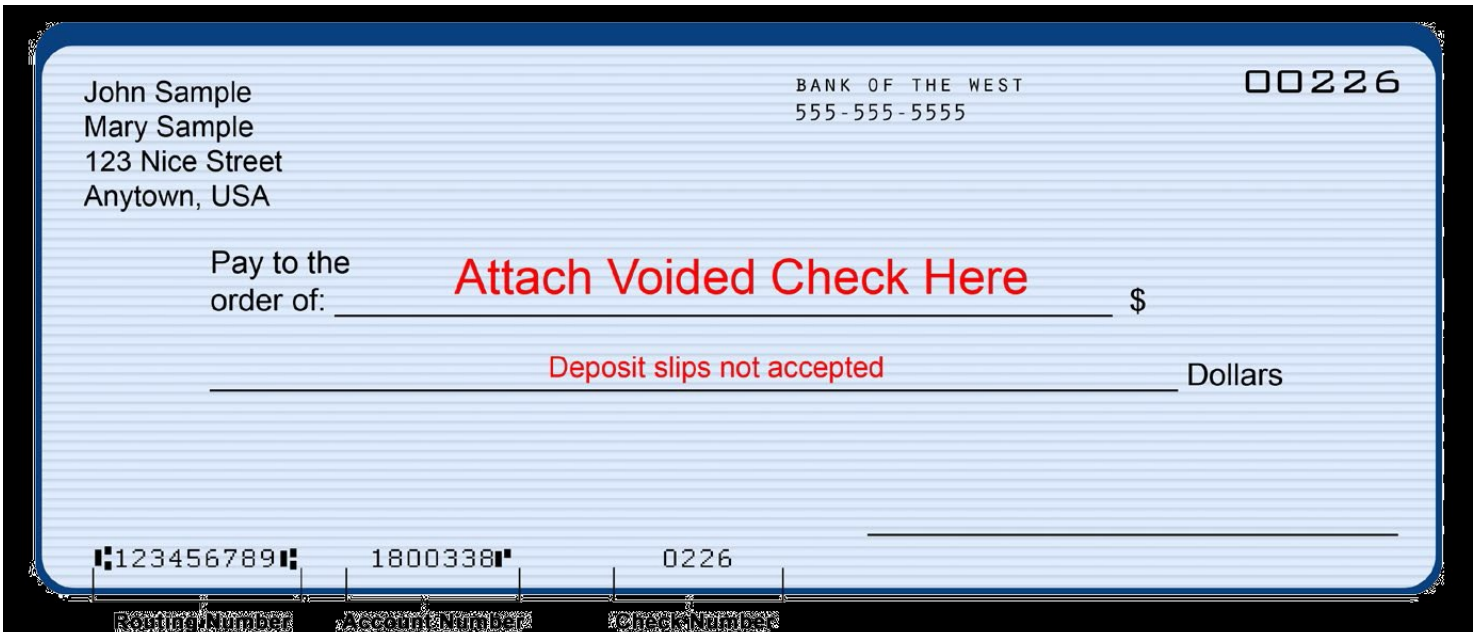 John Sample
Mary Sample
123 Nice Street
Anytown, USA
BANK OF THE WEST
555-555-5555
00226
Pay to the
order of:
Attach Voided Check Here
$
Deposit slips not accepted
Dollars
⑆123456789⑆ 1800338⑈ 0226
Routing Number Account Number Check Number